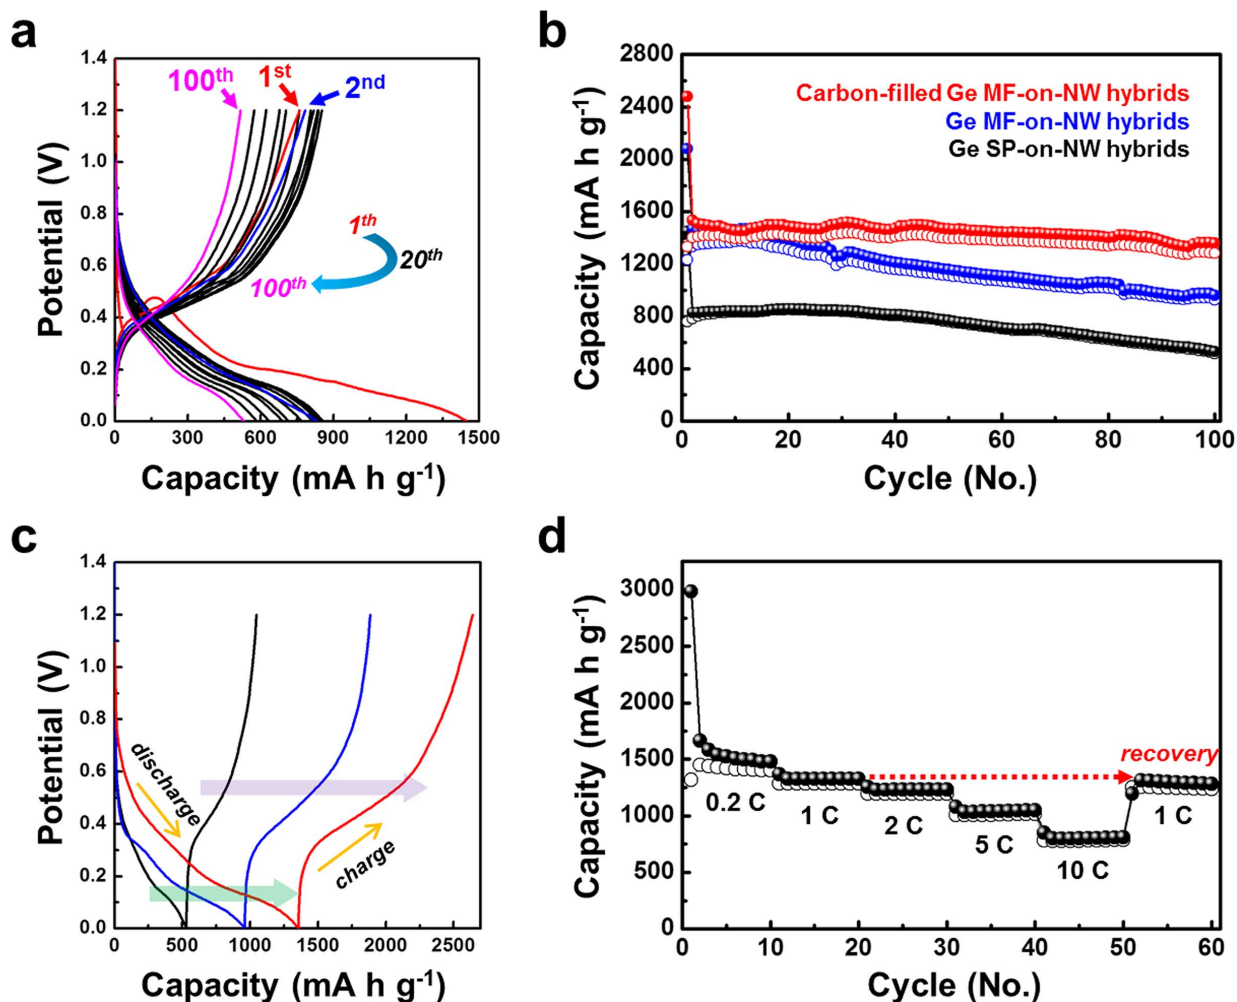 a
1.4
1.2
1.0
0.8
0.6
0.4
0.2
0.0
Potential (V)
100th
1st
2nd
1th
20th
100th
0 300 600 900 1200 1500
Capacity (mA h g-1)
b
2800
2400
2000
1600
1200
800
400
0
Capacity (mA h g-1)
Carbon-filled Ge MF-on-NW hybrids
Ge MF-on-NW hybrids
Ge SP-on-NW hybrids
0 20 40 60 80 100
Cycle (No.)
c
1.4
1.2
1.0
0.8
0.6
0.4
0.2
0.0
Potential (V)
discharge
charge
0 500 1000 1500 2000 2500
Capacity (mA h g-1)
d
3000
2500
2000
1500
1000
500
0
Capacity (mA h g-1)
recovery
0.2 C
1 C
2 C
5 C
10 C
1 C
0 10 20 30 40 50 60
Cycle (No.)